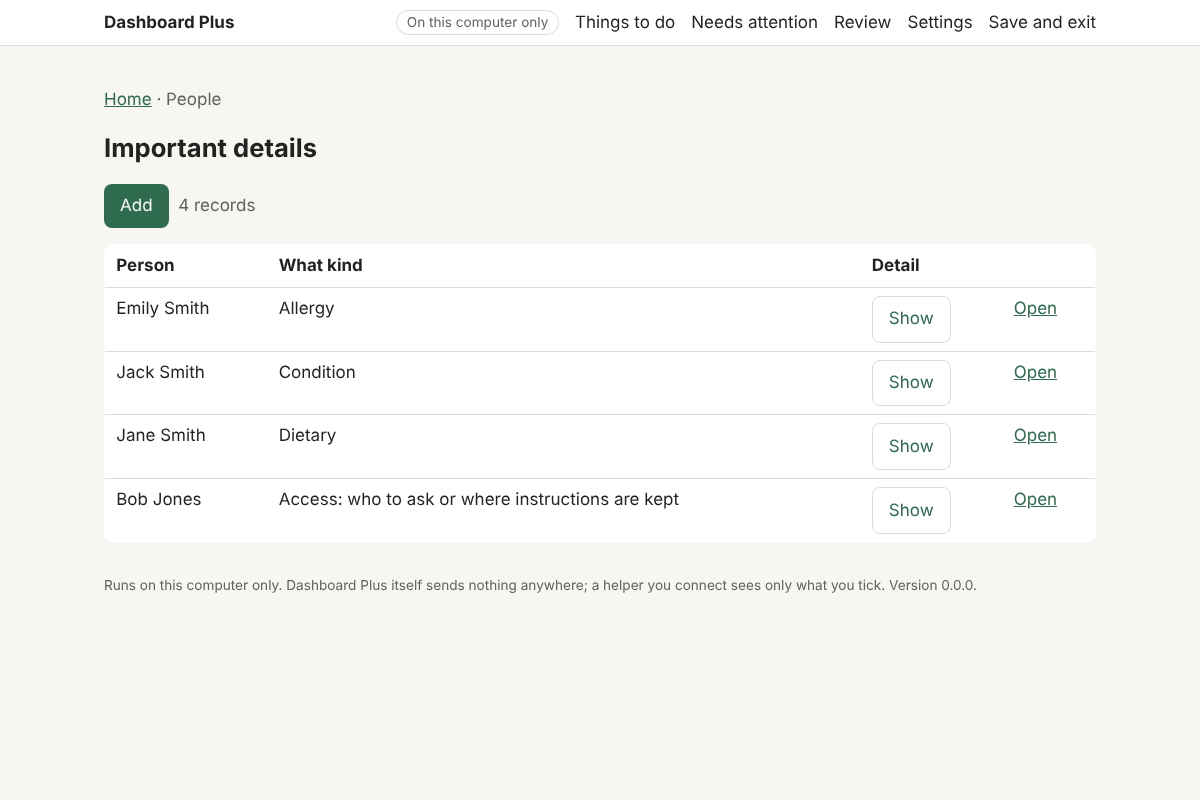 Dashboard Plus On this computer only Things to do Needs attention Review Settings Save and exit
Home · People
Important details
Add 4 records
Person What kind Detail
Emily Smith Allergy Show Open
Jack Smith Condition Show Open
Jane Smith Dietary Show Open
Bob Jones Access: who to ask or where instructions are kept Show Open
Runs on this computer only. Dashboard Plus itself sends nothing anywhere; a helper you connect sees only what you tick. Version 0.0.0.